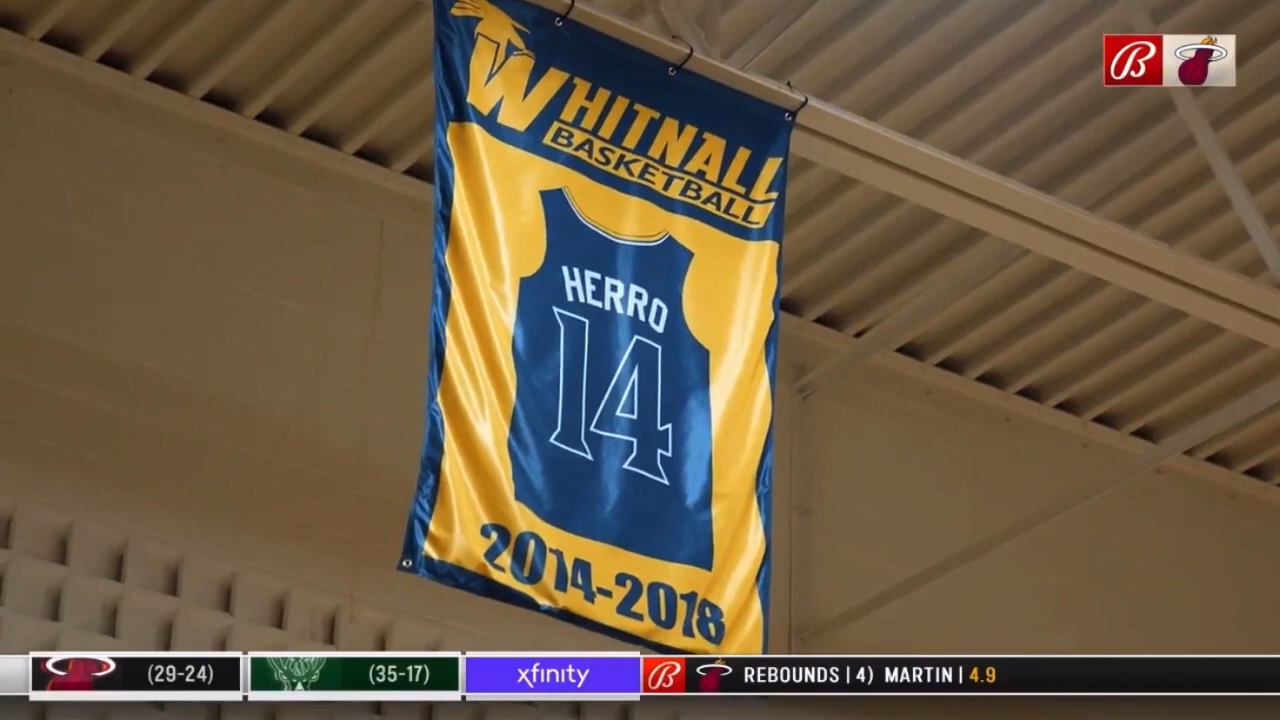 B
WHITNALL
BASKETBALL
HERRO
14
2014-2018
(29-24)
(35-17)
xfinity
B
REBOUNDS | 4) MARTIN | 4.9